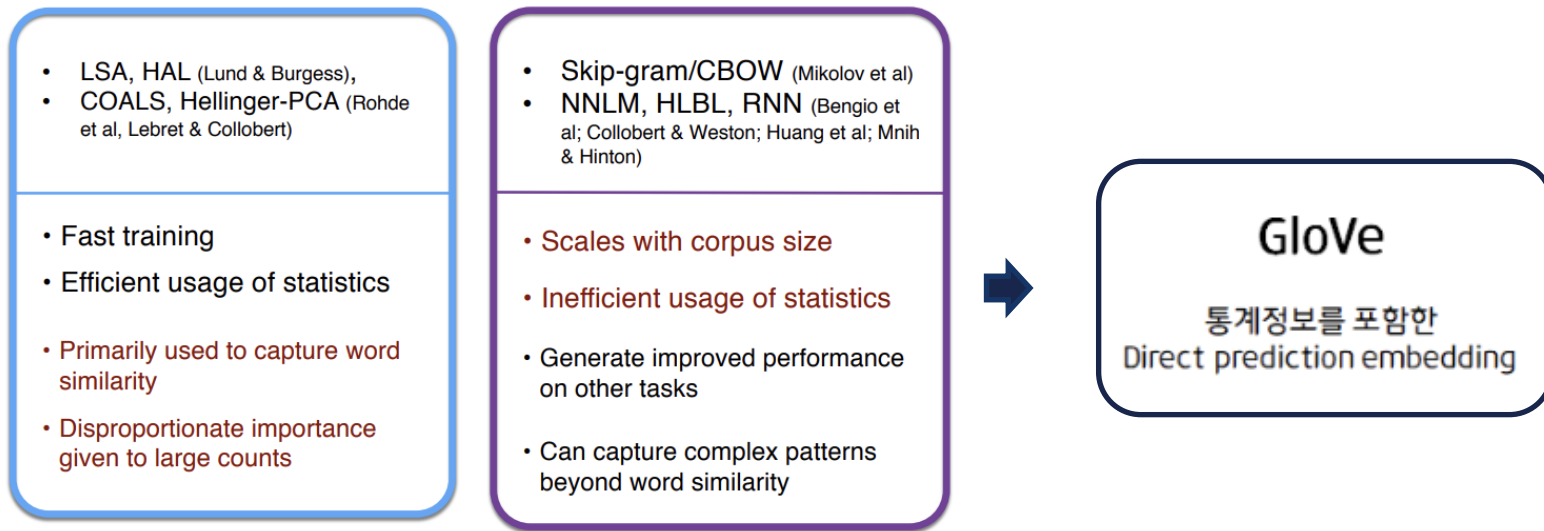 • LSA, HAL (Lund & Burgess),
• COALS, Hellinger-PCA (Rohde
et al, Lebret & Collobert)
• Fast training
• Efficient usage of statistics
• Primarily used to capture word
similarity
• Disproportionate importance
given to large counts
• Skip-gram/CBOW (Mikolov et al)
• NNLM, HLBL, RNN (Bengio et
al; Collobert & Weston; Huang et al; Mnih
& Hinton)
• Scales with corpus size
• Inefficient usage of statistics
• Generate improved performance
on other tasks
• Can capture complex patterns
beyond word similarity
GloVe
통계정보를 포함한
Direct prediction embedding